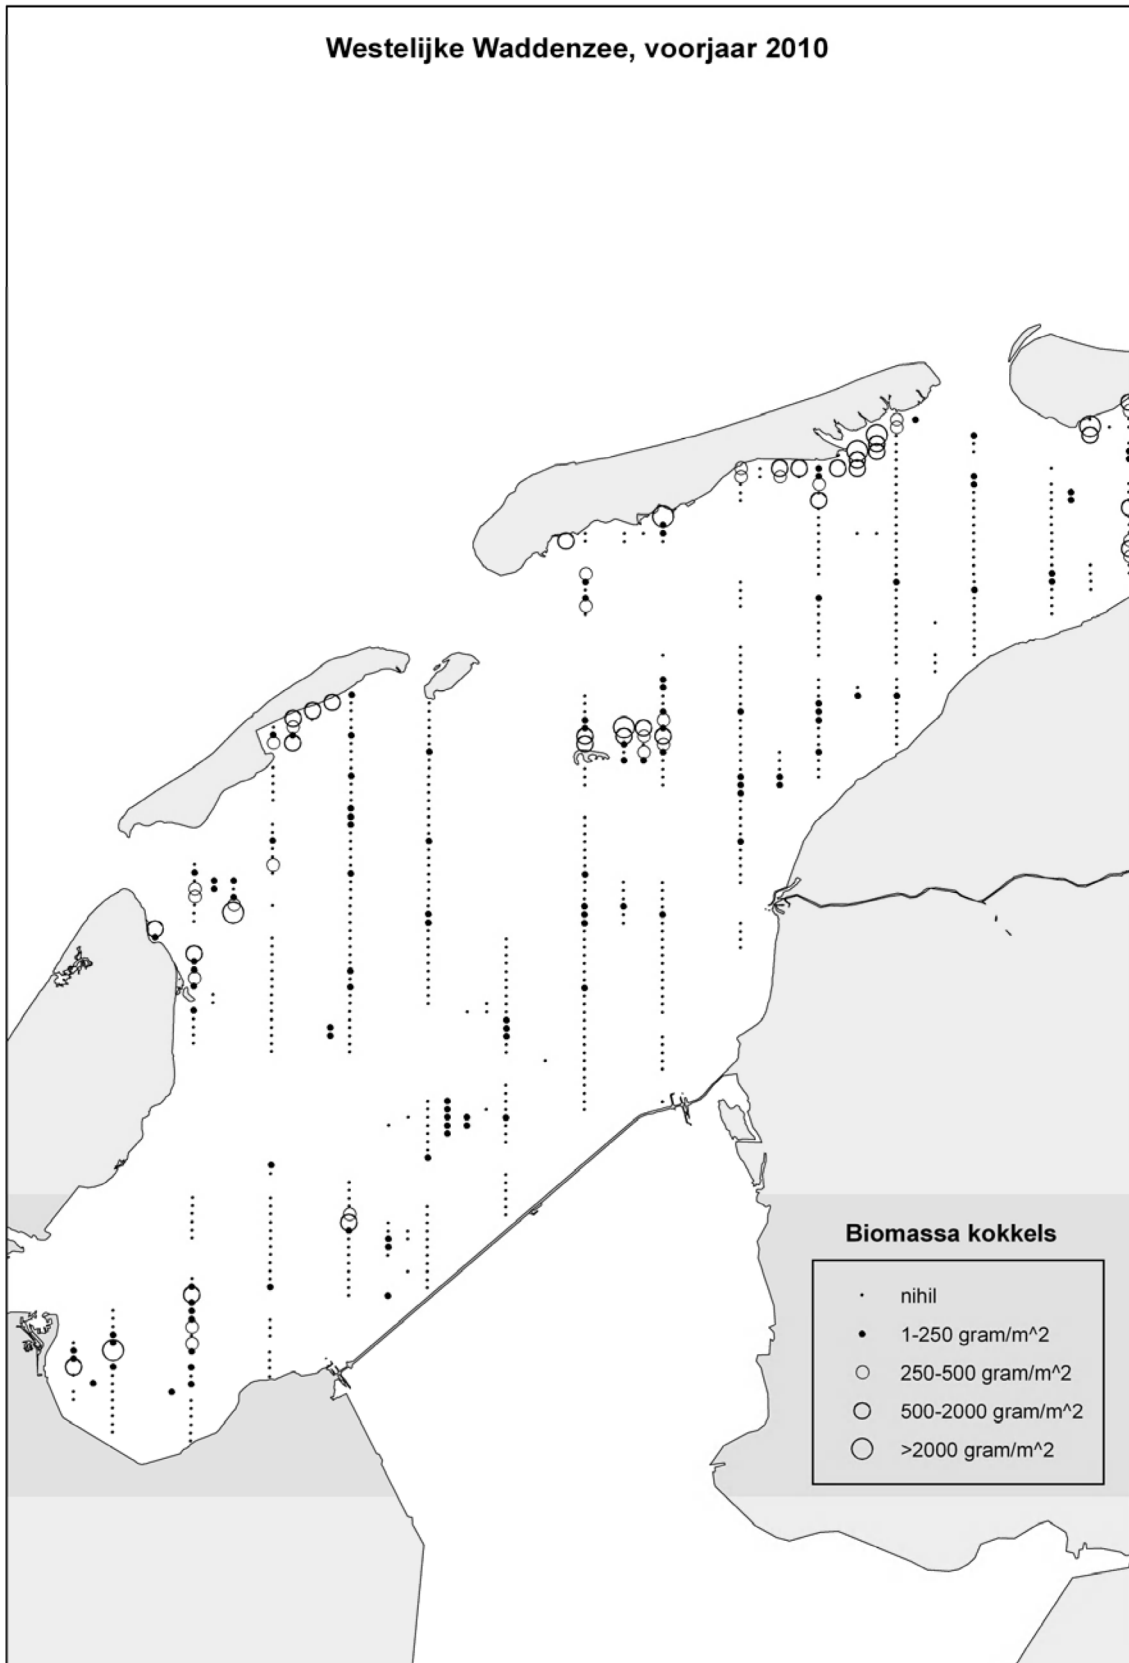 Westelijke Waddenzee, voorjaar 2010
Biomassa kokkels
nihil
1-250 gram/m^2
250-500 gram/m^2
500-2000 gram/m^2
>2000 gram/m^2